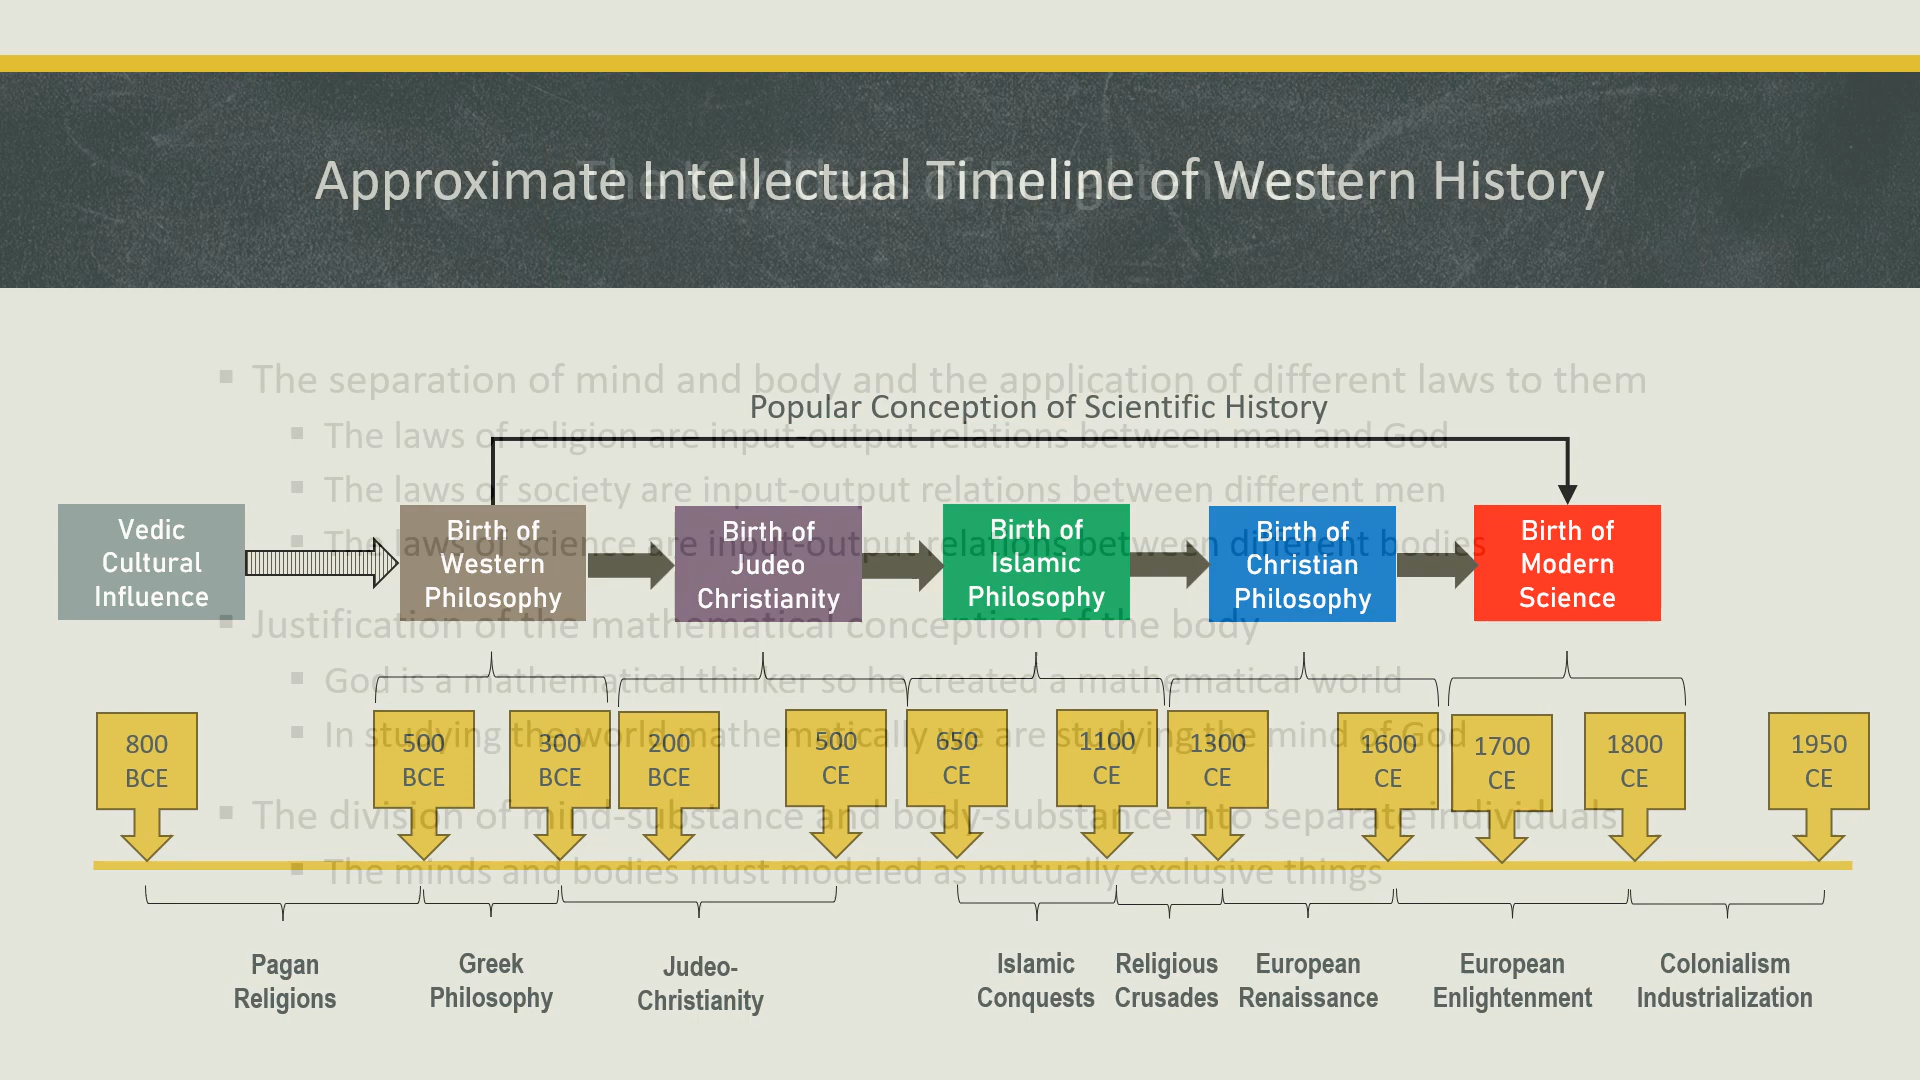 Approximate Intellectual Timeline of Western History
The Key Ideas of Enlightenment
The separation of mind and body and the application of different laws to them
Popular Conception of Scientific History
The laws of religion are input-output relations between man and God
The laws of society are input-output relations between different men
The laws of science are input-output relations between different bodies
Vedic
Cultural
Influence
Birth of
Western
Philosophy
Birth of
Judeo
Christianity
Birth of
Islamic
Philosophy
Birth of
Christian
Philosophy
Birth of
Modern
Science
Justification of the mathematical conception of the body
God is a mathematical thinker so he created a mathematical world
In studying the world mathematically we are studying the mind of God
800
BCE
500
BCE
300
BCE
200
BCE
500
CE
650
CE
1100
CE
1300
CE
1600
CE
1700
CE
1800
CE
1950
CE
The division of mind-substance and body-substance into separate individuals
The minds and bodies must modeled as mutually exclusive things
Pagan
Religions
Greek
Philosophy
Judeo-
Christianity
Islamic
Conquests
Religious
Crusades
European
Renaissance
European
Enlightenment
Colonialism
Industrialization